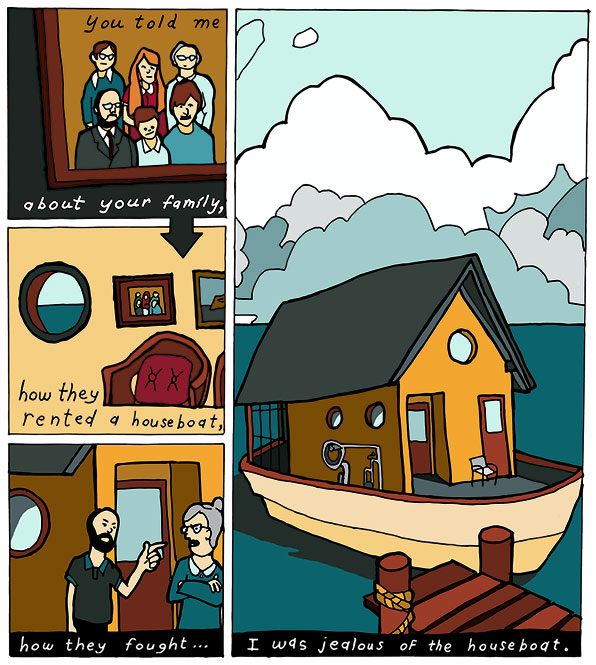 You told me
about your family,
how they
rented a houseboat,
how they fought...
I was jealous of the houseboat.